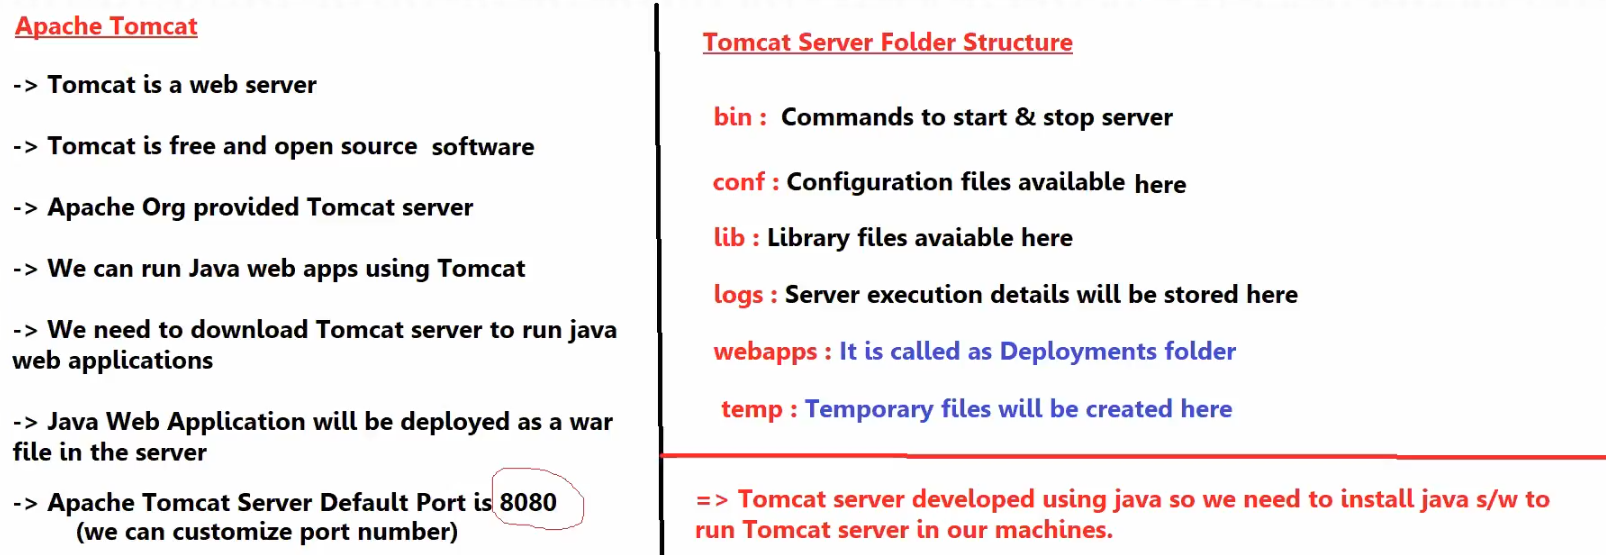 Apache Tomcat
-> Tomcat is a web server
-> Tomcat is free and open source software
-> Apache Org provided Tomcat server
-> We can run Java web apps using Tomcat
-> We need to download Tomcat server to run java
web applications
-> Java Web Application will be deployed as a war
file in the server
-> Apache Tomcat Server Default Port is 8080
(we can customize port number)
Tomcat Server Folder Structure
bin : Commands to start & stop server
conf : Configuration files available here
lib : Library files avaiable here
logs : Server execution details will be stored here
webapps : It is called as Deployments folder
temp : Temporary files will be created here
=> Tomcat server developed using java so we need to install java s/w to
run Tomcat server in our machines.